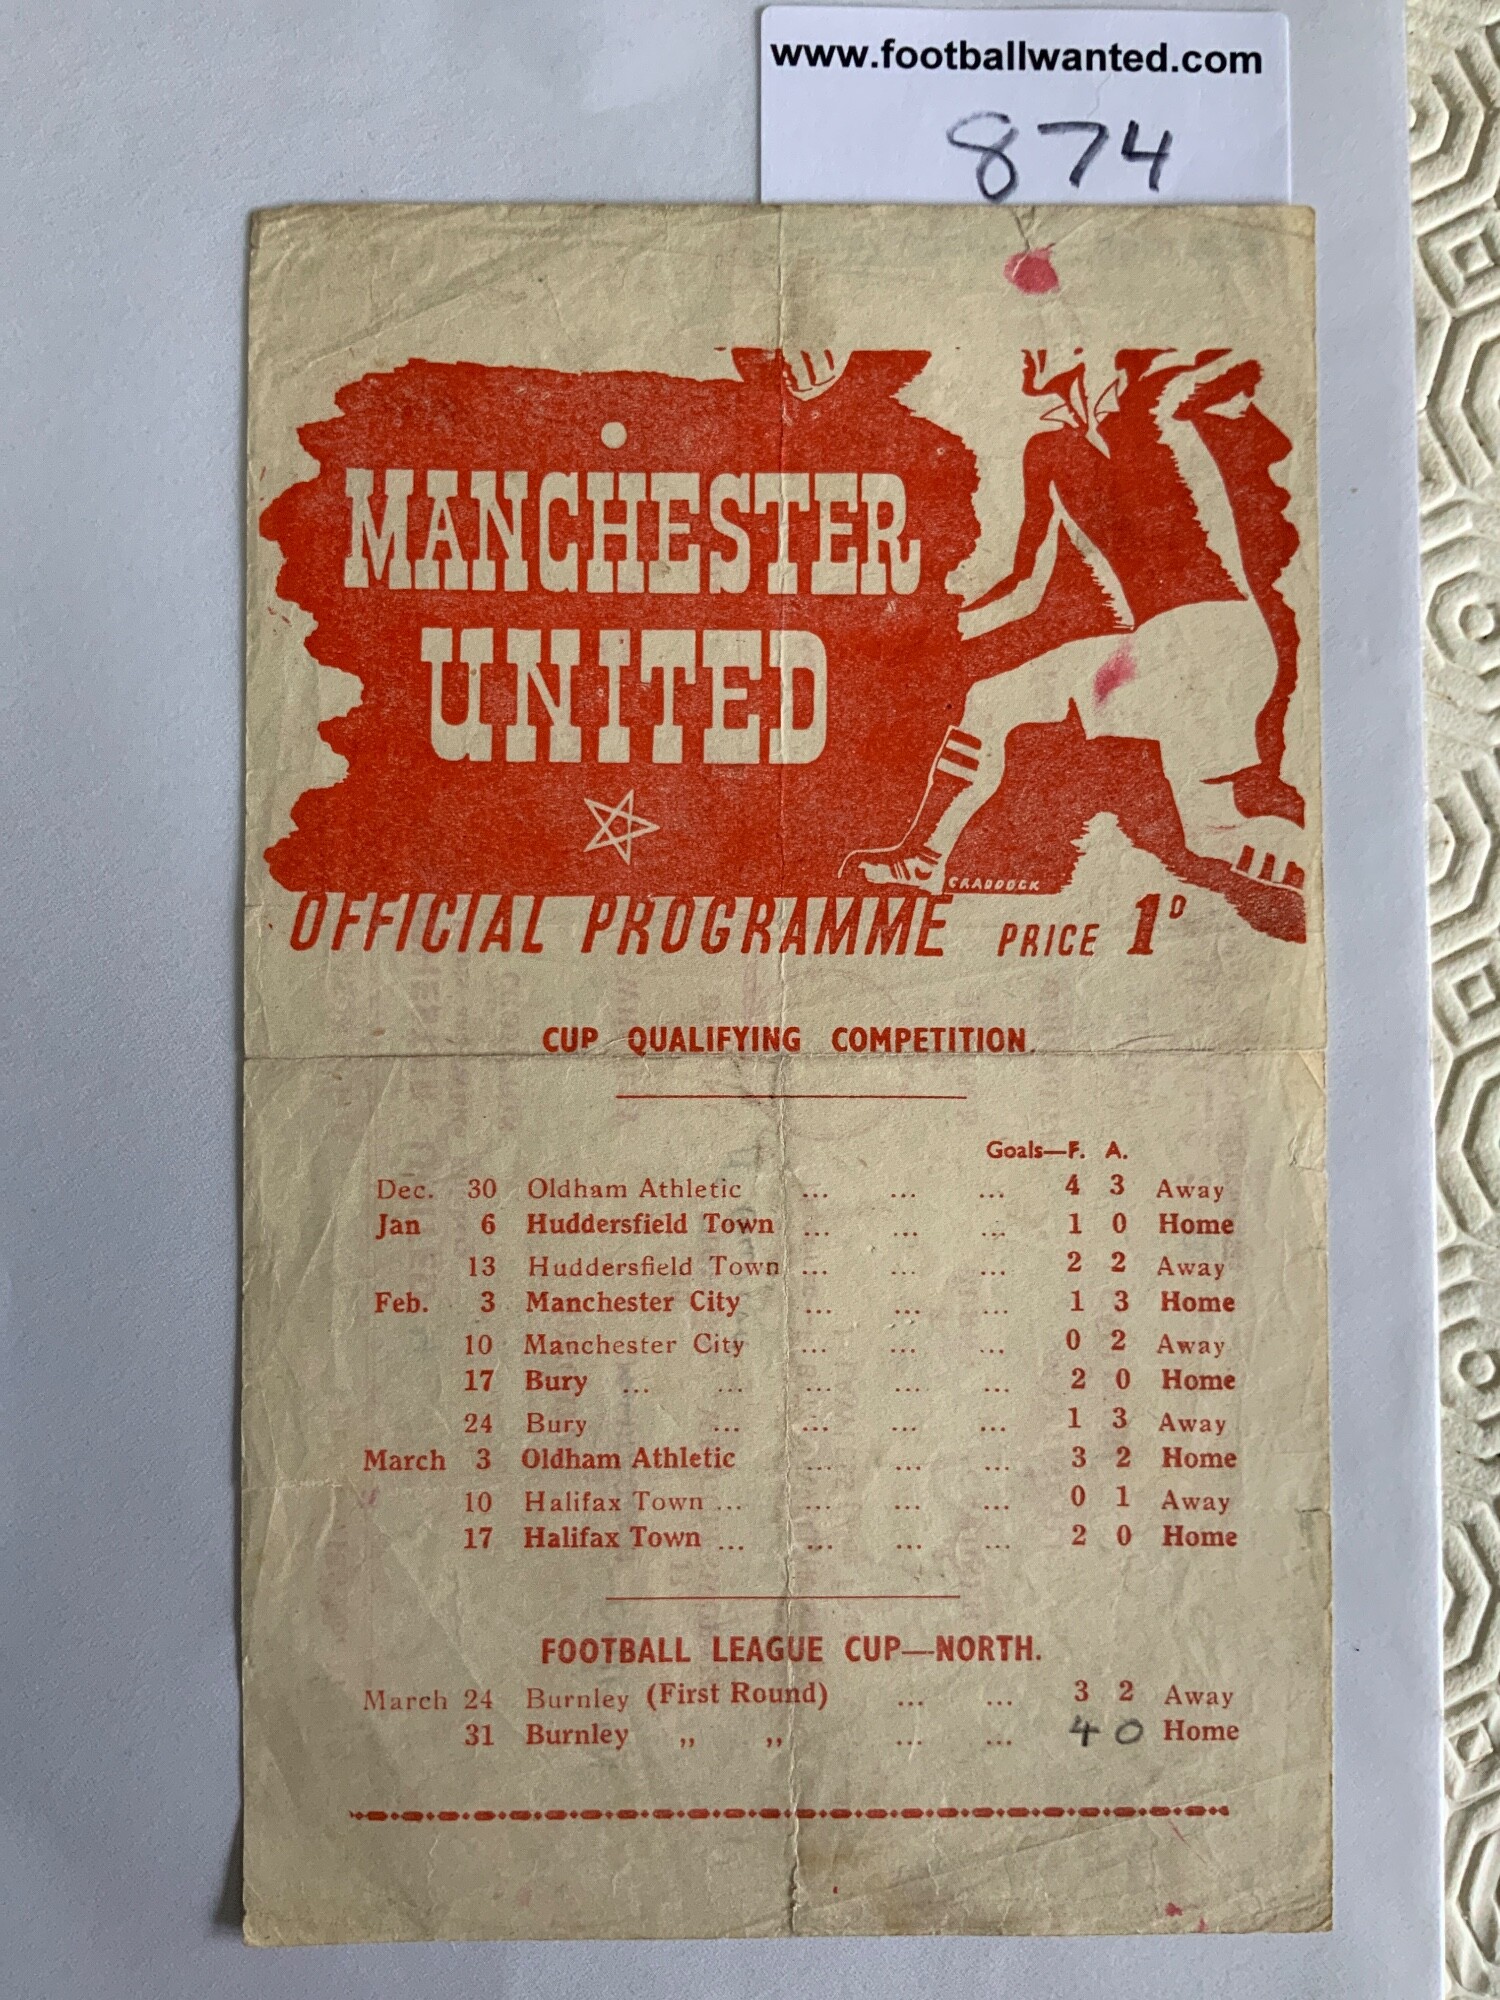 www.footballwanted.com
874
MANCHESTER
UNITED
CRADDOCK
OFFICIAL PROGRAMME PRICE 1D
CUP QUALIFYING COMPETITION
Goals—F. A.
Dec. 30 Oldham Athletic ... ... ... 4 3 Away
Jan 6 Huddersfield Town ... ... ... 1 0 Home
13 Huddersfield Town ... ... ... 2 2 Away
Feb. 3 Manchester City ... ... ... 1 3 Home
10 Manchester City ... ... ... 0 2 Away
17 Bury ... ... ... ... ... 2 0 Home
24 Bury ... ... ... ... 1 3 Away
March 3 Oldham Athletic ... ... ... 3 2 Home
10 Halifax Town ... ... ... ... 0 1 Away
17 Halifax Town ... ... ... ... 2 0 Home
FOOTBALL LEAGUE CUP—NORTH.
March 24 Burnley (First Round) ... ... 3 2 Away
31 Burnley ,, ,, ... ... 4 0 Home